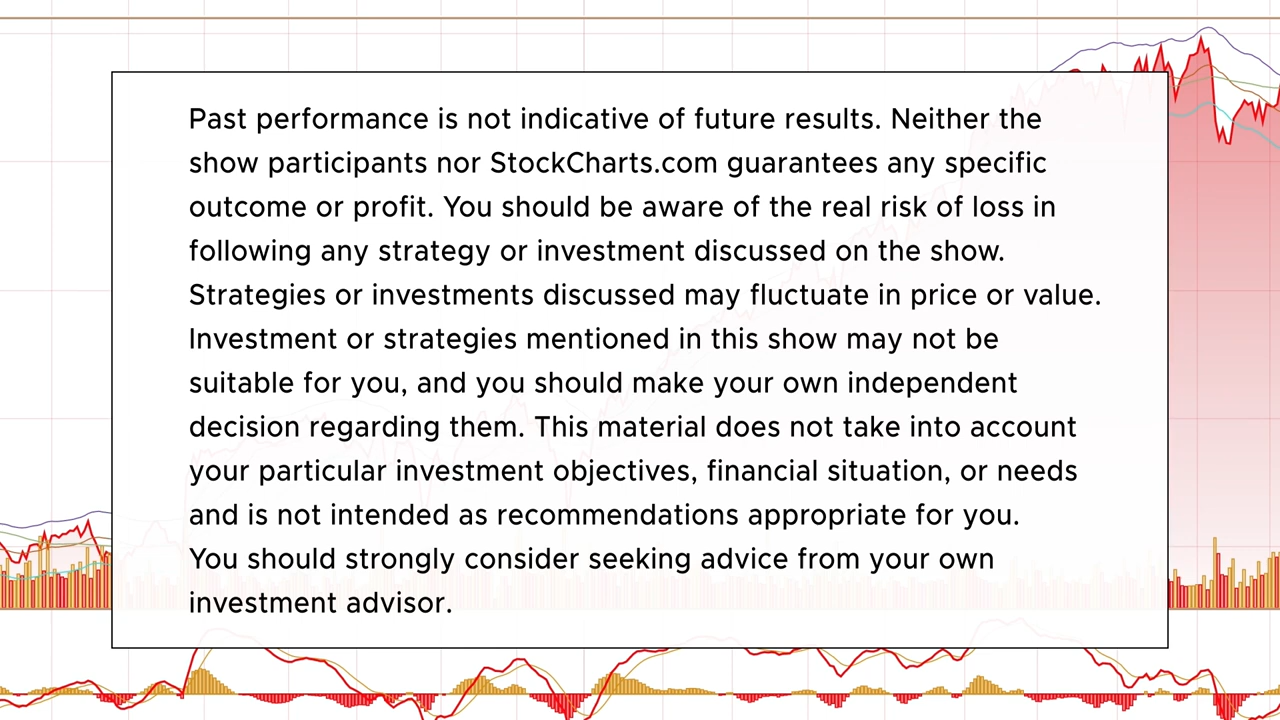 Past performance is not indicative of future results. Neither the
show participants nor StockCharts.com guarantees any specific
outcome or profit. You should be aware of the real risk of loss in
following any strategy or investment discussed on the show.
Strategies or investments discussed may fluctuate in price or value.
Investment or strategies mentioned in this show may not be
suitable for you, and you should make your own independent
decision regarding them. This material does not take into account
your particular investment objectives, financial situation, or needs
and is not intended as recommendations appropriate for you.
You should strongly consider seeking advice from your own
investment advisor.